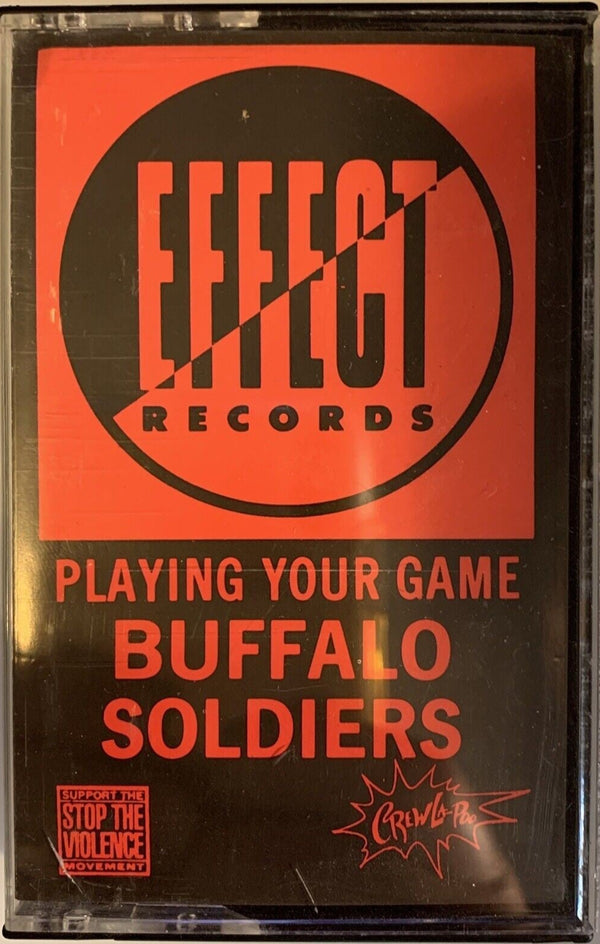 EFFECT
RECORDS
PLAYING YOUR GAME
BUFFALO
SOLDIERS
SUPPORT THE
STOP THE
VIOLENCE
MOVEMENT
CREW LA-POO